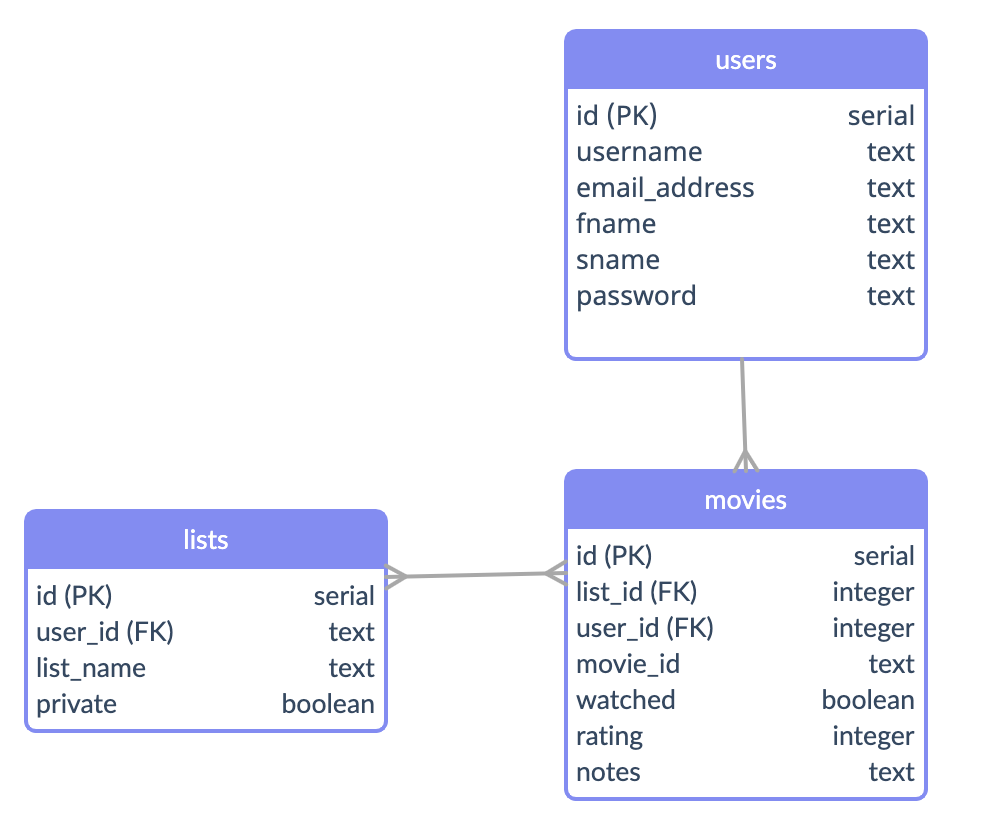 users
id (PK) serial
username text
email_address text
fname text
sname text
password text
lists
id (PK) serial
user_id (FK) text
list_name text
private boolean
movies
id (PK) serial
list_id (FK) integer
user_id (FK) integer
movie_id text
watched boolean
rating integer
notes text